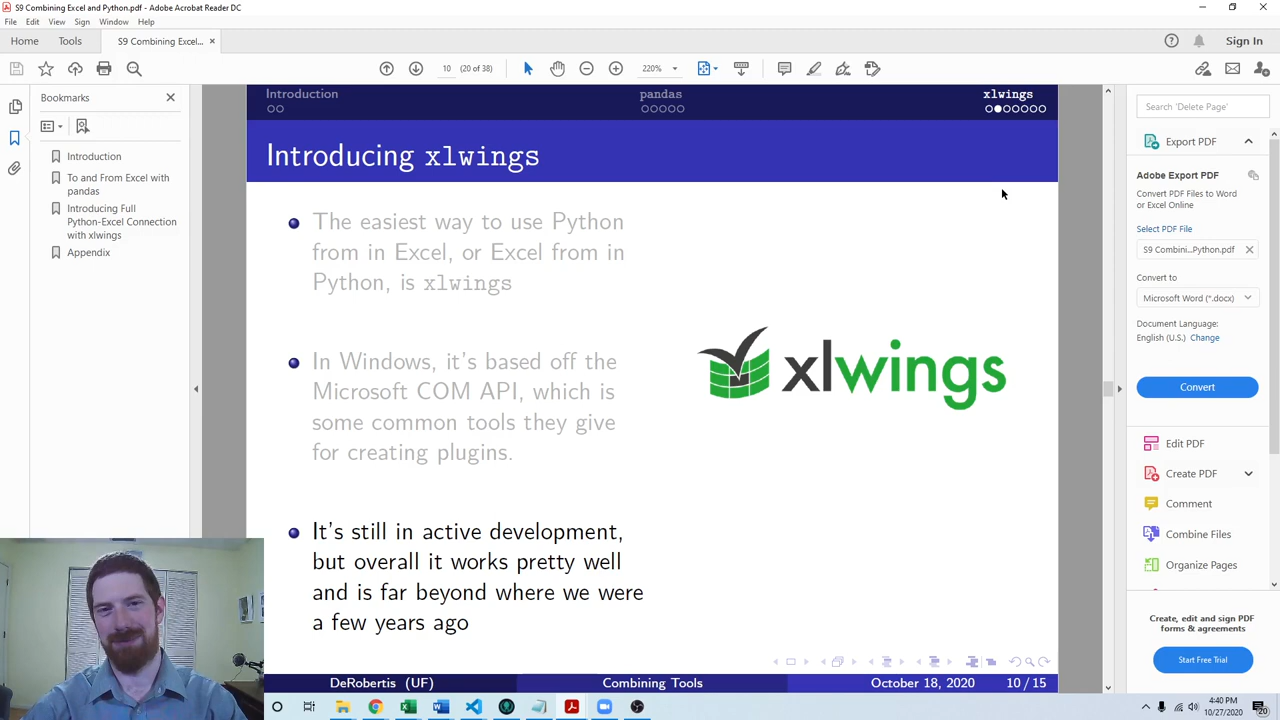 S9 Combining Excel and Python.pdf - Adobe Acrobat Reader DC
File Edit View Sign Window Help
Home Tools S9 Combining Excel... ×
Sign In
10 (20 of 38) 220%
Bookmarks
Introduction
To and From Excel with
pandas
Introducing Full
Python-Excel Connection
with xlwings
Appendix
Introduction pandas xlwings
Introducing xlwings
The easiest way to use Python
from in Excel, or Excel from in
Python, is xlwings
In Windows, it's based off the
Microsoft COM API, which is
some common tools they give
for creating plugins.
It's still in active development,
but overall it works pretty well
and is far beyond where we were
a few years ago
xlwings
DeRobertis (UF) Combining Tools October 18, 2020 10 / 15
Search 'Delete Page'
Export PDF
Adobe Export PDF
Convert PDF Files to Word
or Excel Online
Select PDF File
S9 Combini...Python.pdf
Convert to
Microsoft Word (*.docx)
Document Language:
English (U.S.) Change
Convert
Edit PDF
Create PDF
Comment
Combine Files
Organize Pages
Create, edit and sign PDF
forms & agreements
Start Free Trial
4:40 PM
10/27/2020
20